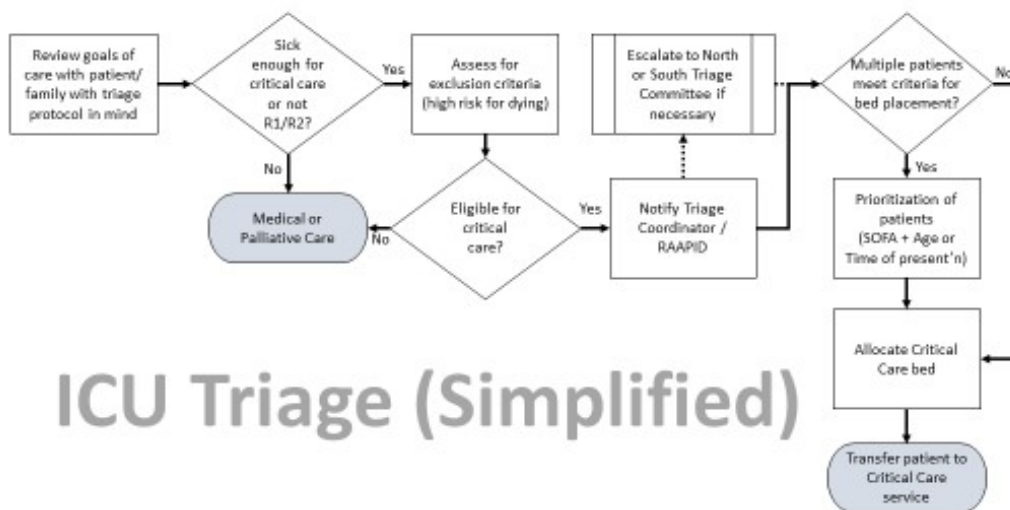 Review goals of
care with patient/
family with triage
protocol in mind
Sick
enough for
critical care
or not
R1/R2?
Yes
No
Assess for
exclusion criteria
(high risk for dying)
Medical or
Palliative Care
Eligible for
critical
care?
No
Yes
Notify Triage
Coordinator /
RAAPID
Escalate to North
or South Triage
Committee if
necessary
Multiple patients
meet criteria for
bed placement?
No
Yes
Prioritization of
patients
(SOFA + Age or
Time of present'n)
Allocate Critical
Care bed
Transfer patient to
Critical Care
service
ICU Triage (Simplified)